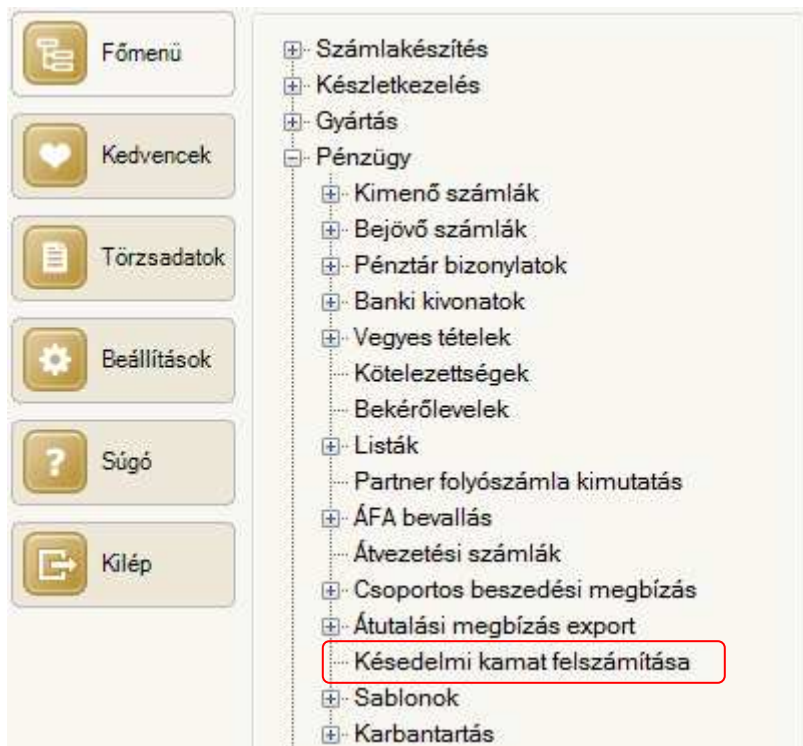 Főmenü
Kedvencek
Törzsadatok
Beállítások
Súgó
Kilép
Számlakészítés
Készletkezelés
Gyártás
Pénzügy
Kimenő számlák
Bejövő számlák
Pénztár bizonylatok
Banki kivonatok
Vegyes tételek
Kötelezettségek
Bekérőlevelek
Listák
Partner folyószámla kimutatás
ÁFA bevallás
Átvezetési számlák
Csoportos beszedési megbízás
Átutalási megbízás export
Késedelmi kamat felszámítása
Sablonok
Karbantartás